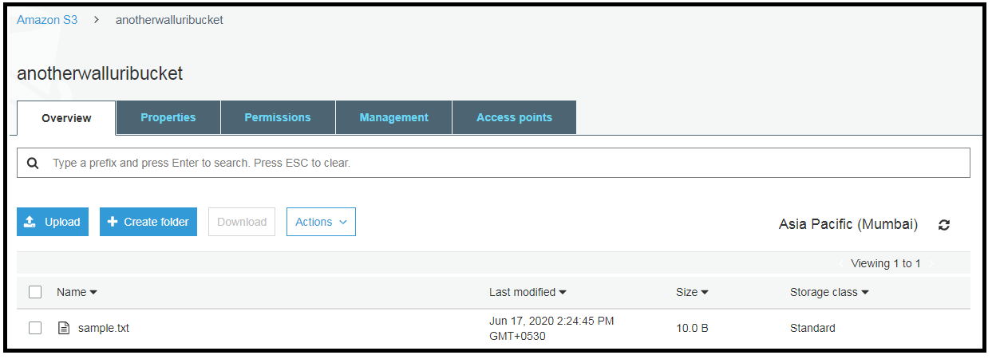 Amazon S3 > anotherwalluribucket
anotherwalluribucket
Overview Properties Permissions Management Access points
Type a prefix and press Enter to search. Press ESC to clear.
Upload Create folder Download Actions Asia Pacific (Mumbai)
Viewing 1 to 1
Name Last modified Size Storage class
sample.txt Jun 17, 2020 2:24:45 PM 10.0 B Standard
GMT+0530